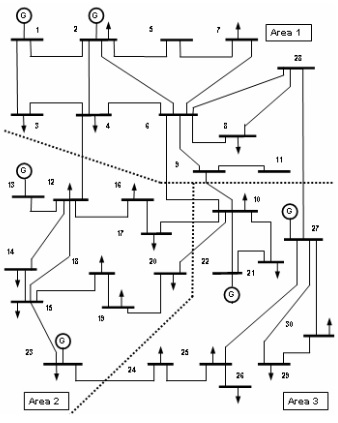 G G
1 2 5 7 Area 1
28
3 4 6 8
9 11
G 12 16 10
13 G 27
17
14 18 20 22 21
15 G
19 30
23 G 24 25
26 29
Area 2 Area 3